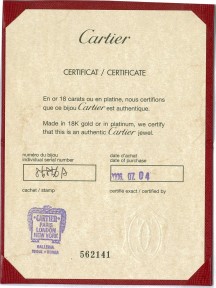 Cartier
CERTIFICAT / CERTIFICATE
En or 18 carats ou en platine, nous certifions
que ce bijou Cartier est authentique.
Made in 18K gold or in platinum, we certify
that this is an authentic Cartier jewel.
numéro du bijou
individual serial number
date d'achat
date of purchase
1996. 07. 04
cachet / stamp
certifié exact / certified by
CARTIER
PARIS
LONDON
NEW YORK
562141